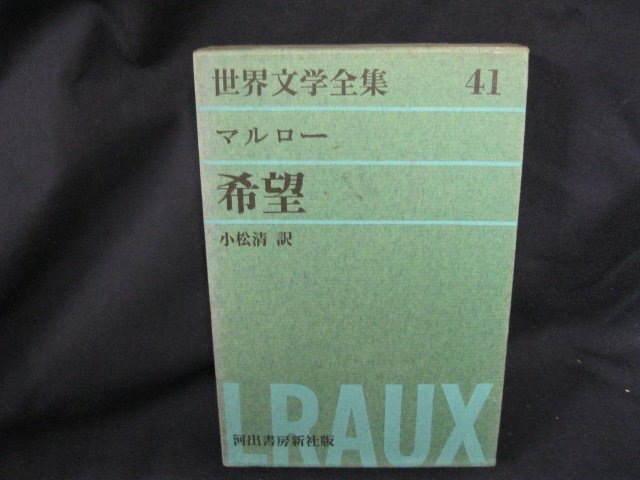 世界文学全集 41
マルロー
希望
小松清 訳
LRAUX
河出書房新社版